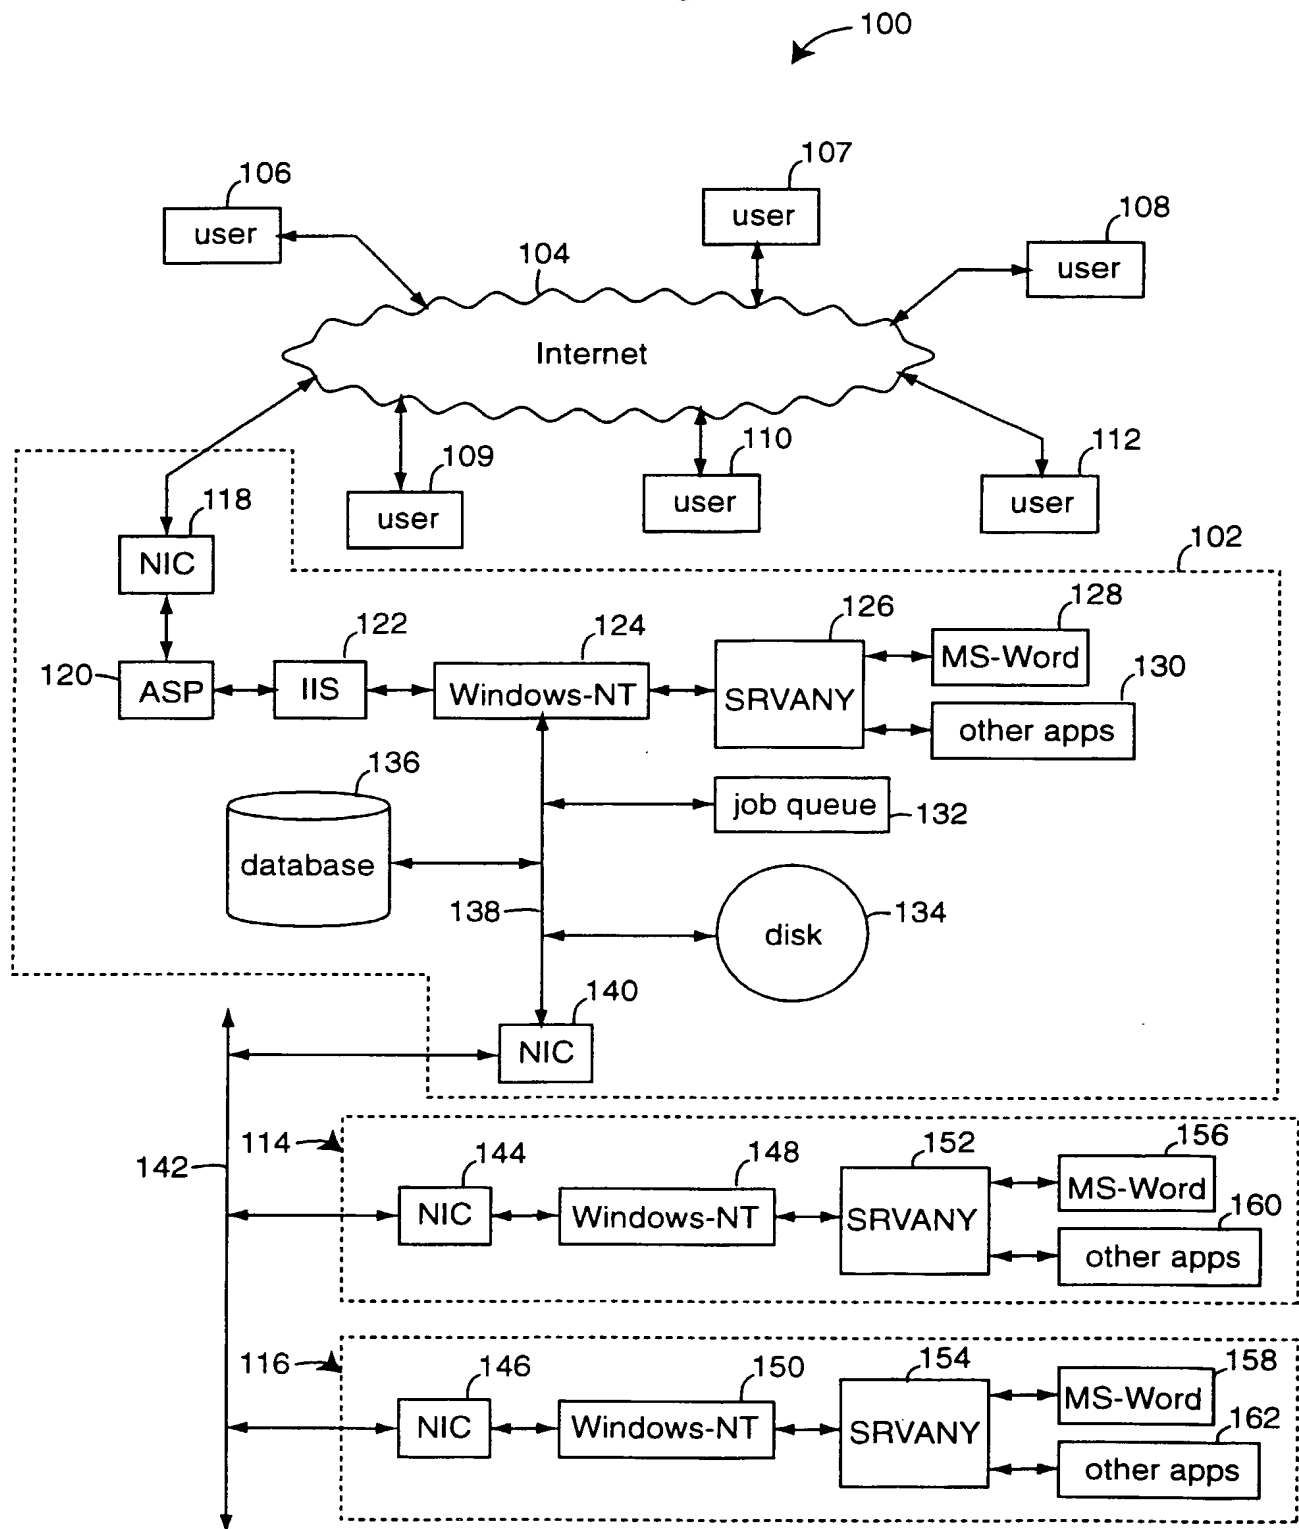 100
106
user
107
user
108
user
104
Internet
109
user
110
user
112
user
118
NIC
102
120
ASP
122
IIS
124
Windows-NT
126
SRVANY
128
MS-Word
130
other apps
136
database
job queue
132
138
disk
134
140
NIC
142
114
144
NIC
148
Windows-NT
152
SRVANY
156
MS-Word
160
other apps
116
146
NIC
150
Windows-NT
154
SRVANY
158
MS-Word
162
other apps